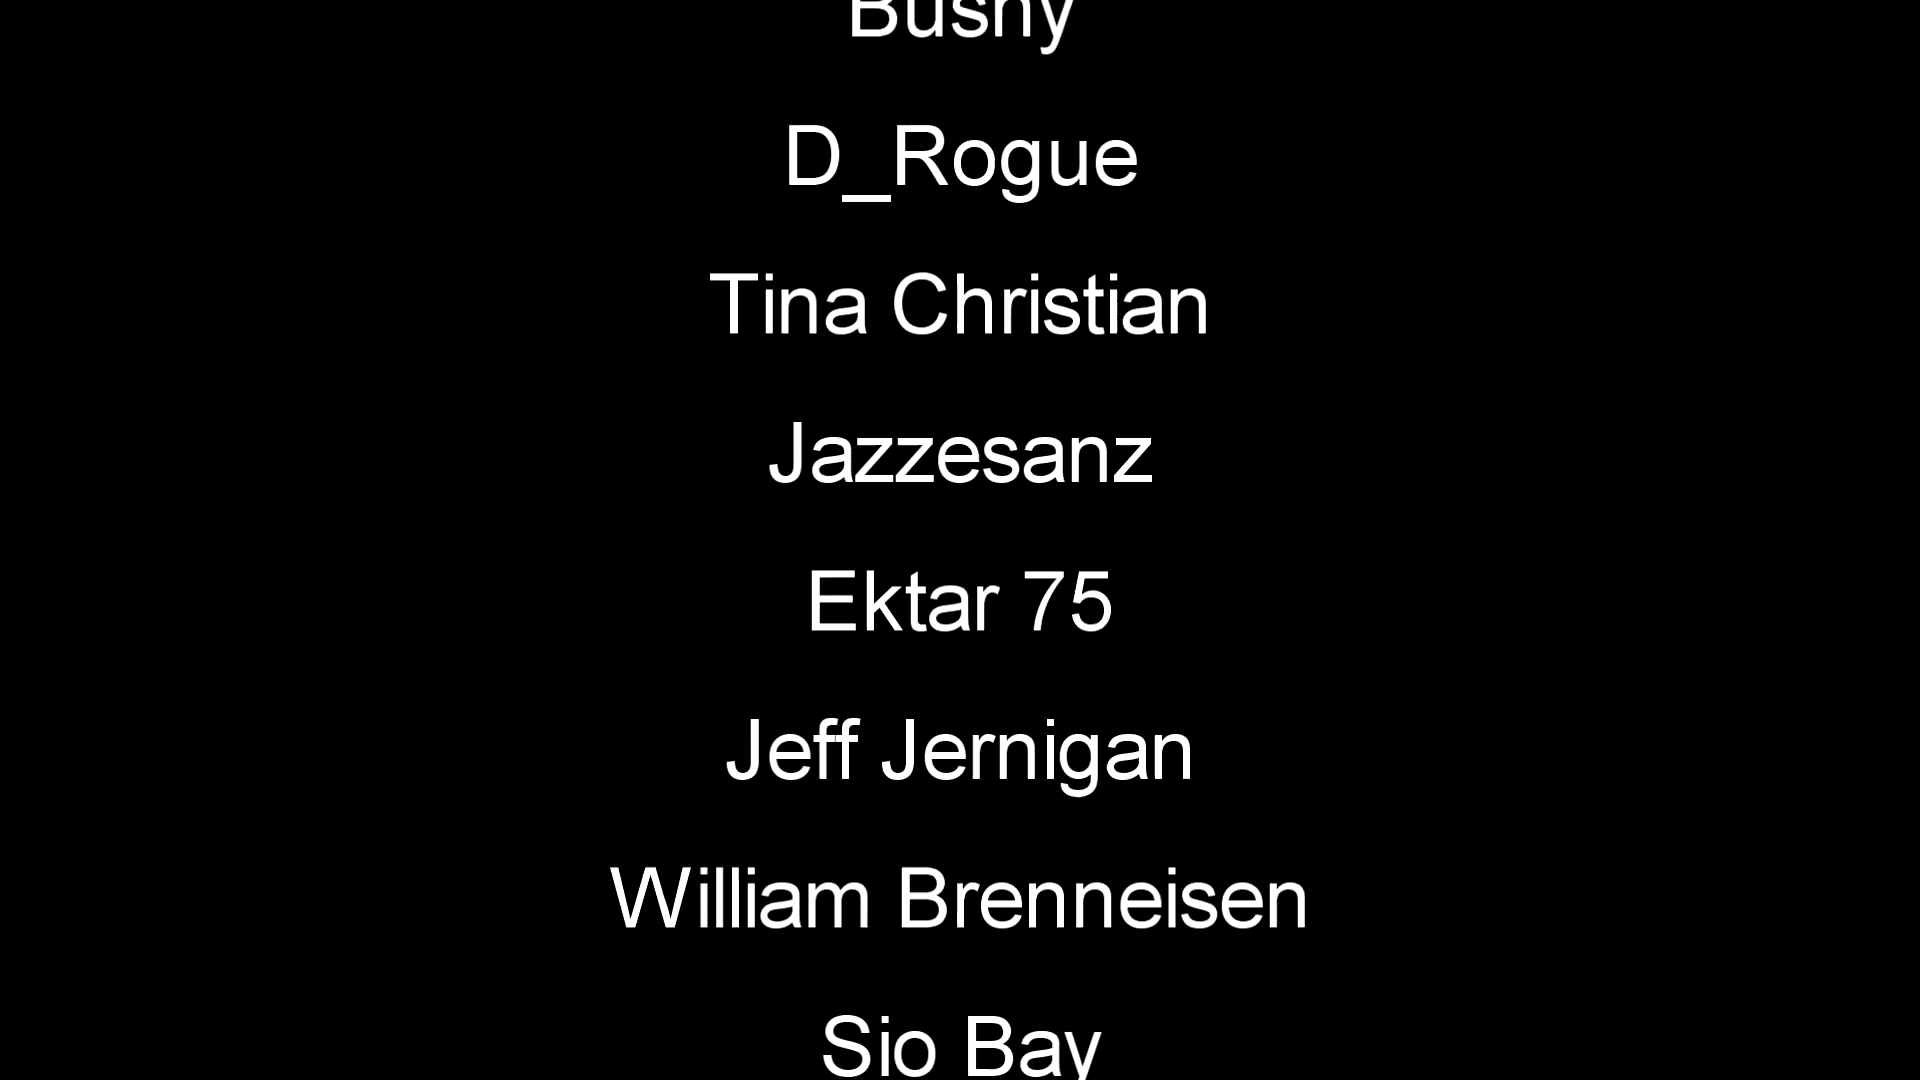 D_Rogue
Tina Christian
Jazzesanz
Ektar 75
Jeff Jernigan
William Brenneisen
Sio Bay